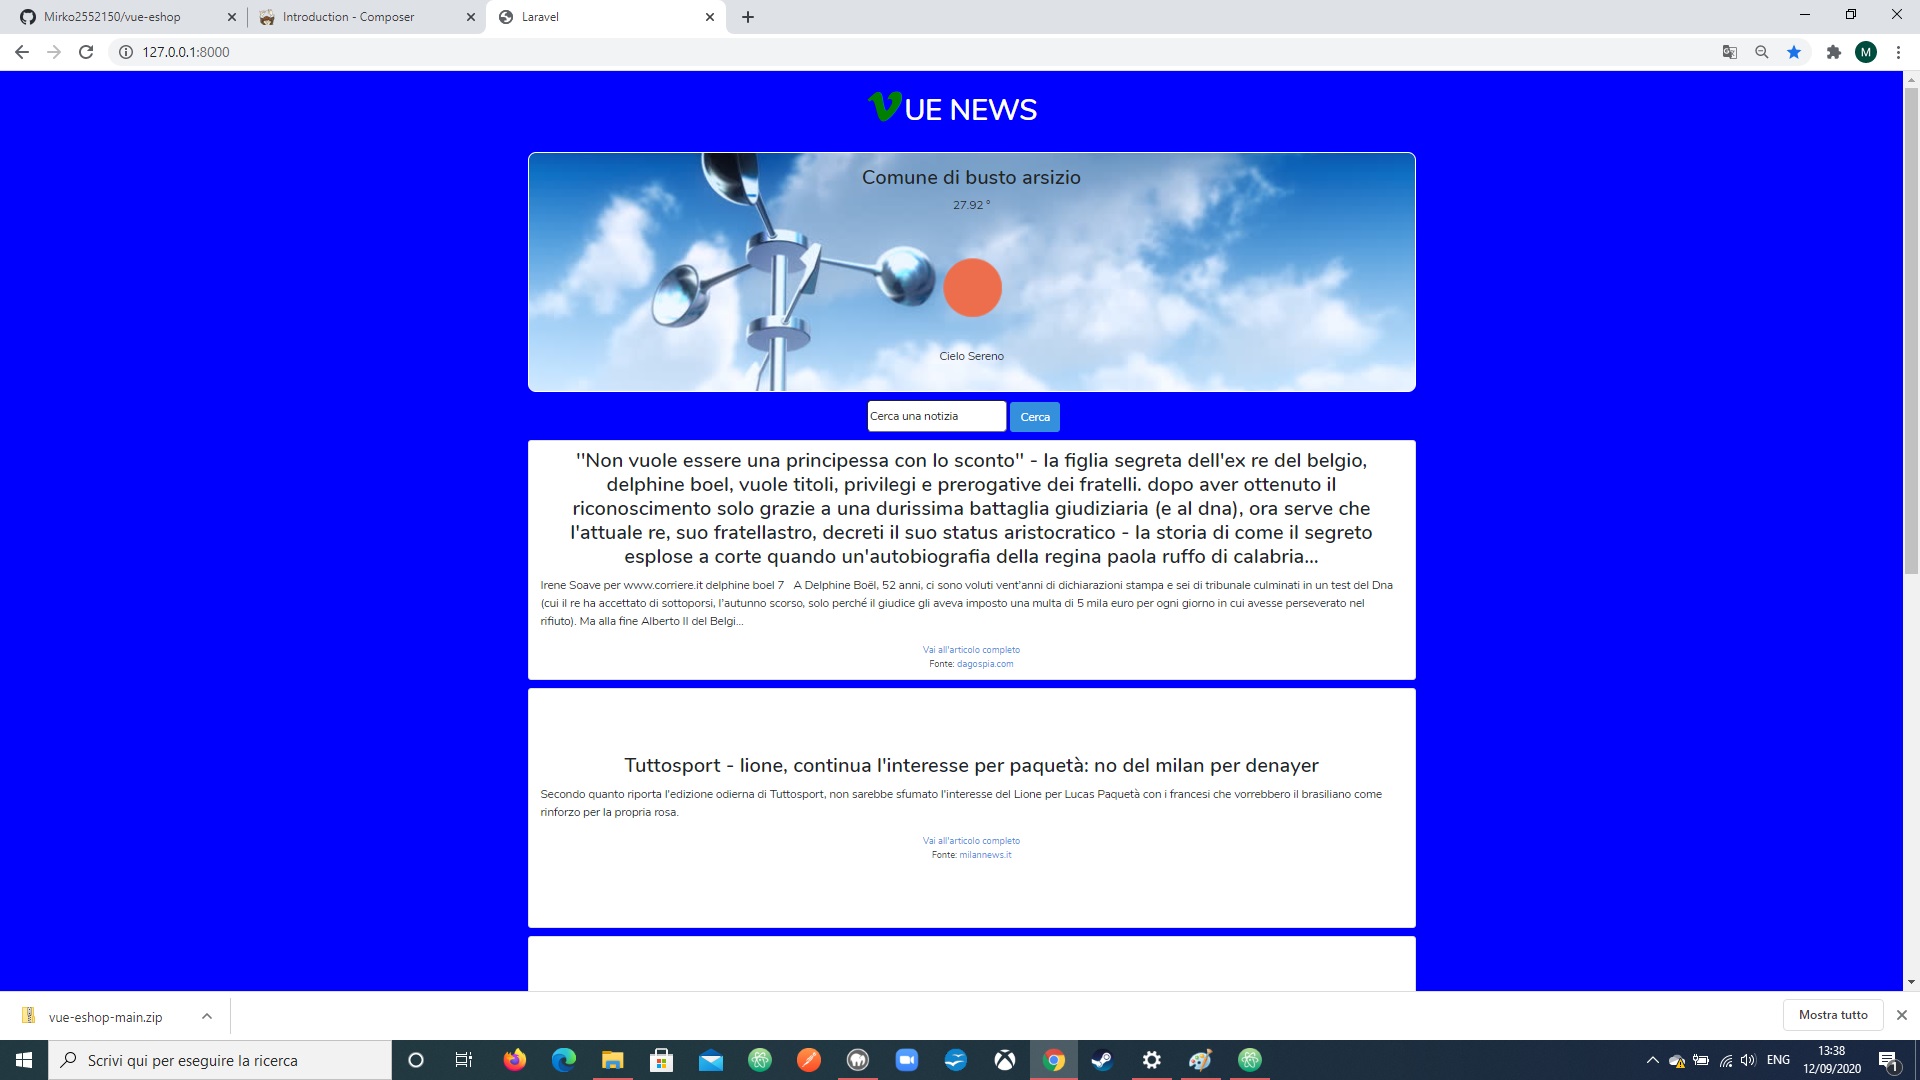 Mirko2552150/vue-eshop
Introduction - Composer
Laravel
127.0.0.1:8000
M
VUE NEWS
Comune di busto arsizio
27.92 °
Cielo Sereno
Cerca una notizia
Cerca
"Non vuole essere una principessa con lo sconto" - la figlia segreta dell'ex re del belgio,
delphine boel, vuole titoli, privilegi e prerogative dei fratelli. dopo aver ottenuto il
riconoscimento solo grazie a una durissima battaglia giudiziaria (e al dna), ora serve che
l'attuale re, suo fratellastro, decreti il suo status aristocratico - la storia di come il segreto
esplose a corte quando un'autobiografia della regina paola ruffo di calabria...
Irene Soave per www.corriere.it delphine boel 7 A Delphine Boël, 52 anni, ci sono voluti vent'anni di dichiarazioni stampa e sei di tribunale culminati in un test del Dna
(cui il re ha accettato di sottoporsi, l'autunno scorso, solo perché il giudice gli aveva imposto una multa di 5 mila euro per ogni giorno in cui avesse perseverato nel
rifiuto). Ma alla fine Alberto II del Belgi...
Vai all'articolo completo
Fonte: dagospia.com
Tuttosport - lione, continua l'interesse per paquetà: no del milan per denayer
Secondo quanto riporta l'edizione odierna di Tuttosport, non sarebbe sfumato l'interesse del Lione per Lucas Paquetà con i francesi che vorrebbero il brasiliano come
rinforzo per la propria rosa.
Vai all'articolo completo
Fonte: milannews.it
vue-eshop-main.zip
Mostra tutto
Scrivi qui per eseguire la ricerca
ENG
13:38
12/09/2020
1